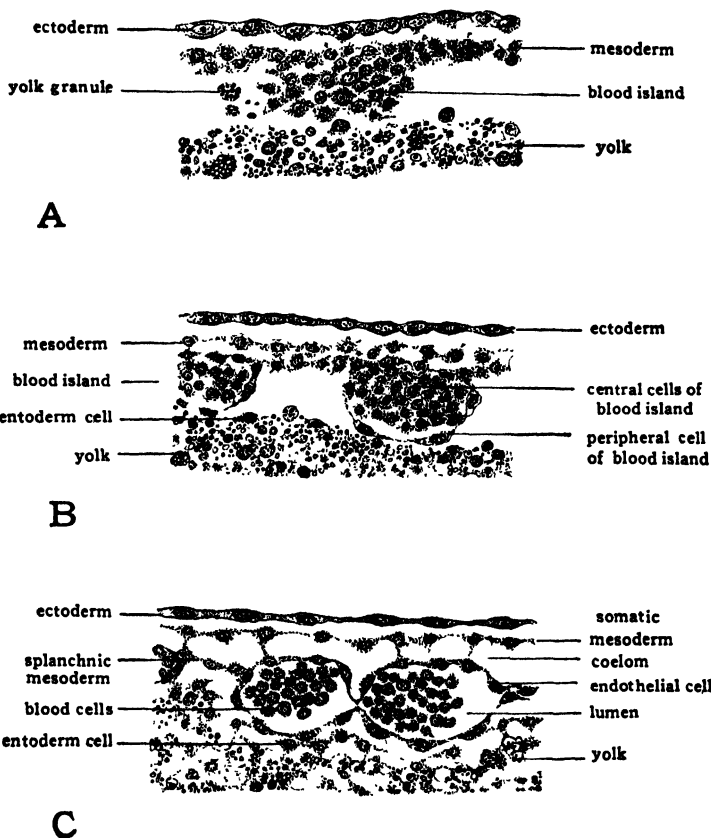 ectoderm
mesoderm
yolk granule
blood island
yolk
A
ectoderm
mesoderm
blood island
central cells of
blood island
entoderm cell
peripheral cell
of blood island
yolk
B
ectoderm
somatic
mesoderm
splanchnic
mesoderm
coelom
endothelial cell
blood cells
lumen
entoderm cell
yolk
C